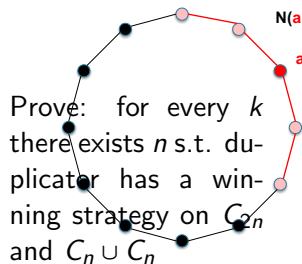 N(a
a
Prove: for every k
there exists n s.t. du-
plicator has a win-
ning strategy on C₂ₙ
and Cₙ ∪ Cₙ